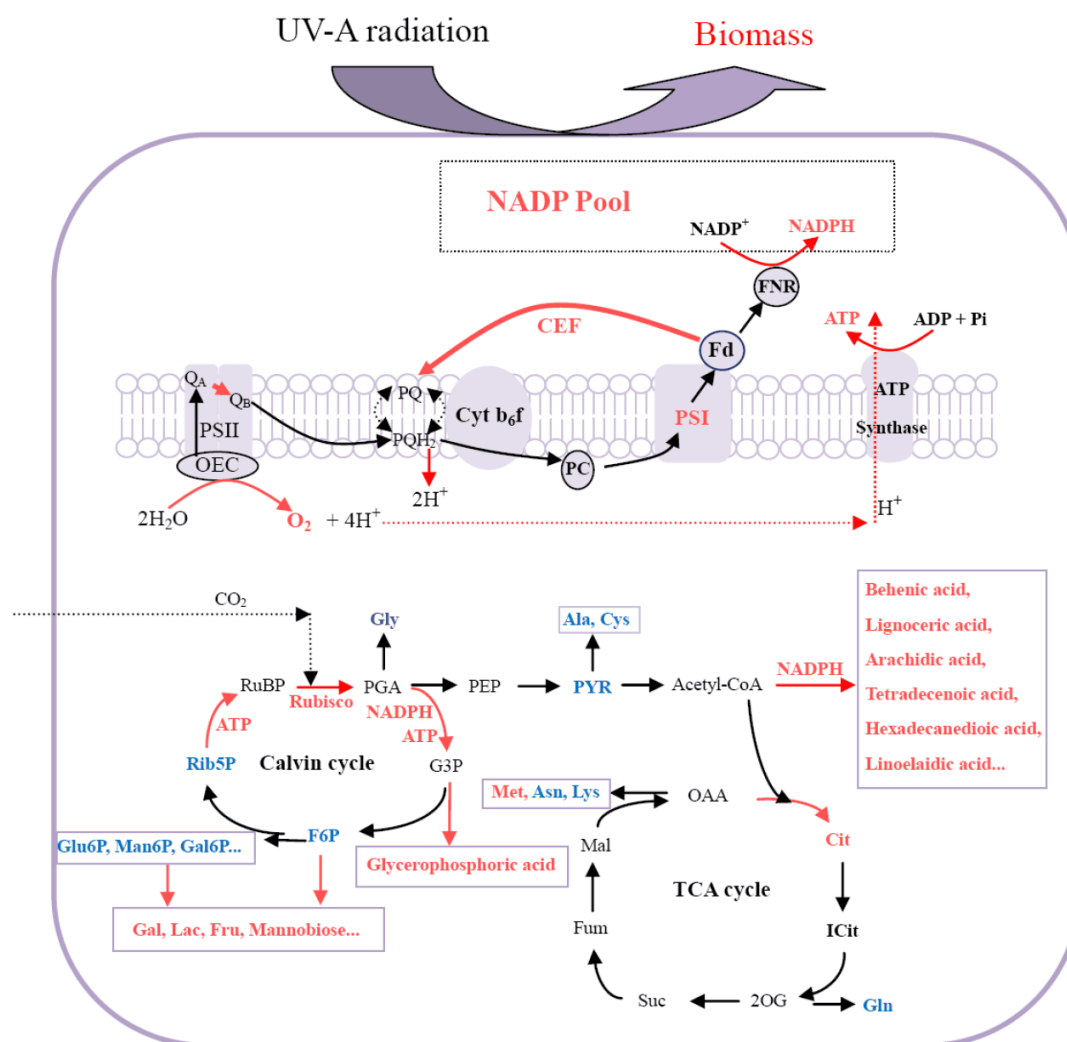 UV-A radiation
Biomass
NADP Pool
NADP+
NADPH
FNR
CEF
ATP
ADP + Pi
Fd
QA
QB
PQ
Cyt b6f
PSI
ATP
Synthase
PSII
PQH2
OEC
PC
2H+
2H2O
O2
+ 4H+
H+
CO2
Gly
Ala, Cys
Behenic acid,
Lignoceric acid,
Arachidic acid,
Tetradecenoic acid,
Hexadecanedioic acid,
Linoelaidic acid...
RuBP
Rubisco
PGA
PEP
PYR
Acetyl-CoA
NADPH
NADPH
ATP
ATP
Rib5P
Calvin cycle
G3P
Met, Asn, Lys
OAA
F6P
Glu6P, Man6P, Gal6P...
Mal
Cit
Glycerophosphoric acid
TCA cycle
Gal, Lac, Fru, Mannobiose...
Fum
ICit
Suc
2OG
Gln